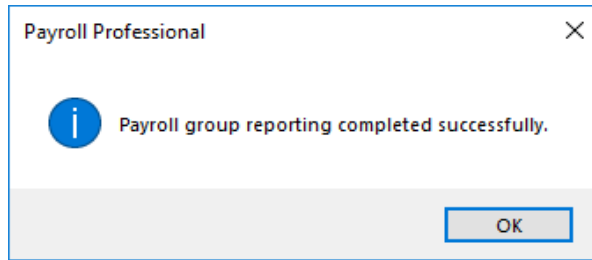 Payroll Professional
Payroll group reporting completed successfully.
OK